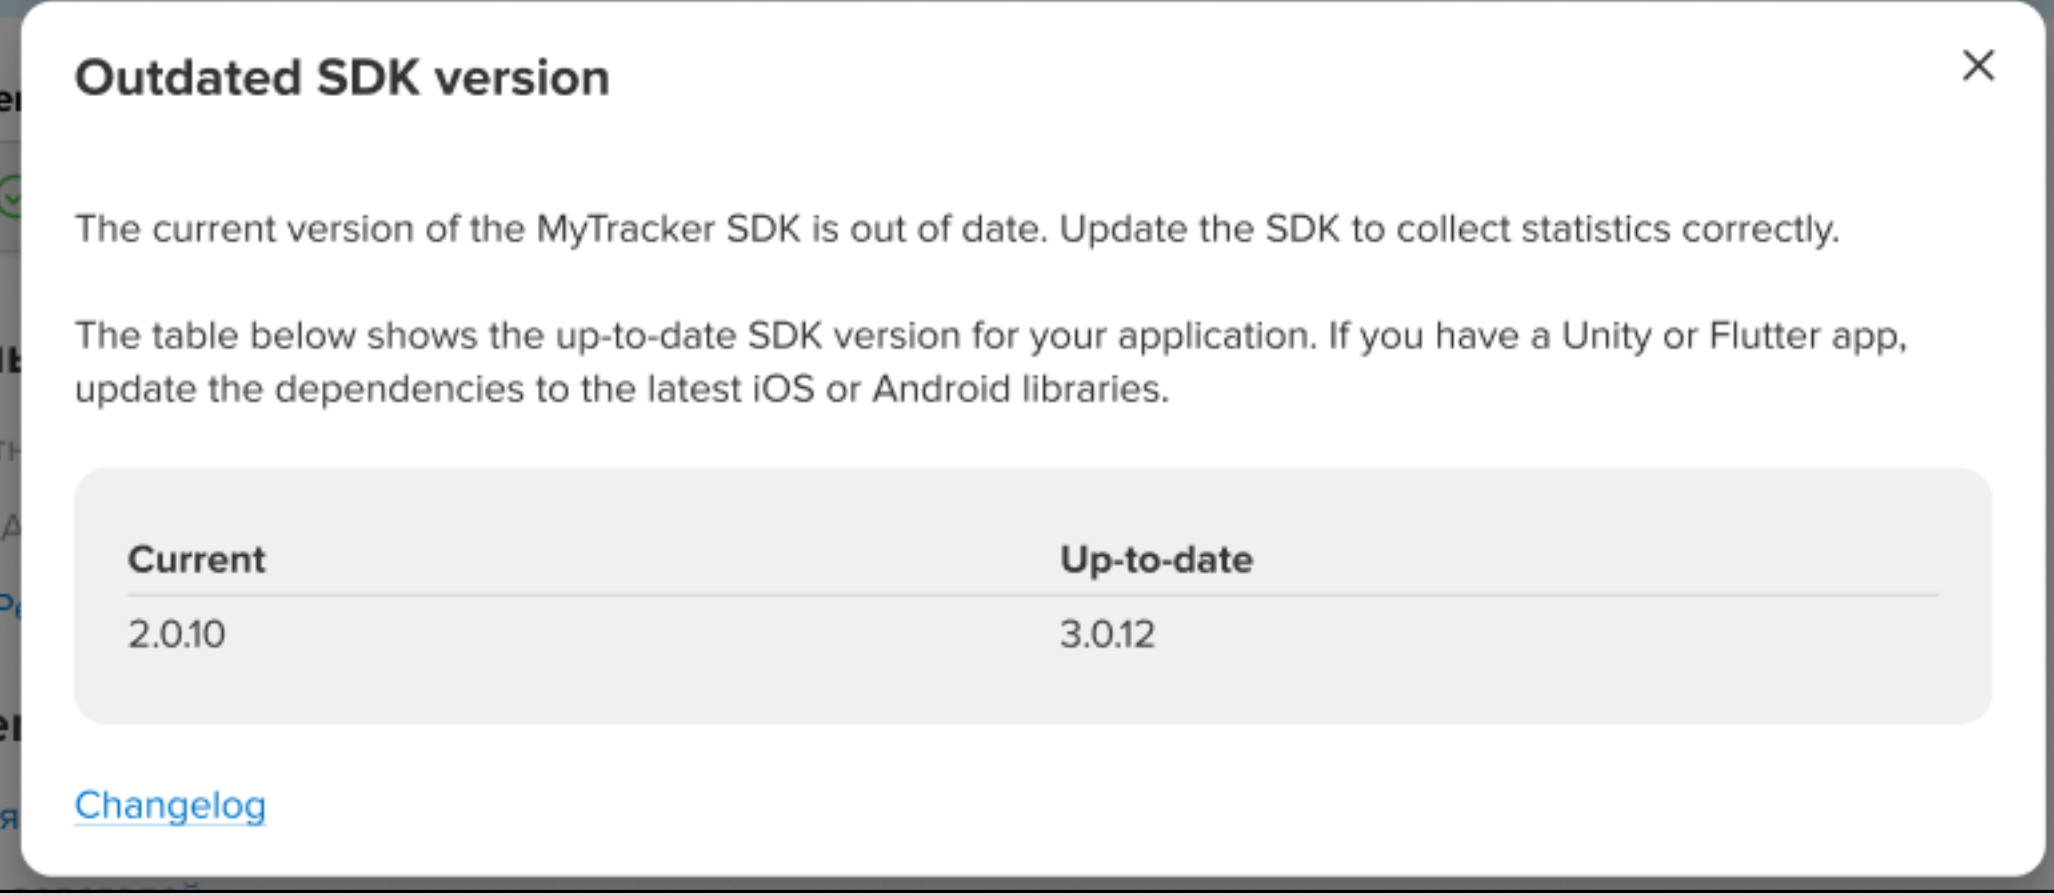 Outdated SDK version
The current version of the MyTracker SDK is out of date. Update the SDK to collect statistics correctly.
The table below shows the up-to-date SDK version for your application. If you have a Unity or Flutter app,
update the dependencies to the latest iOS or Android libraries.
Current Up-to-date
2.0.10 3.0.12
Changelog